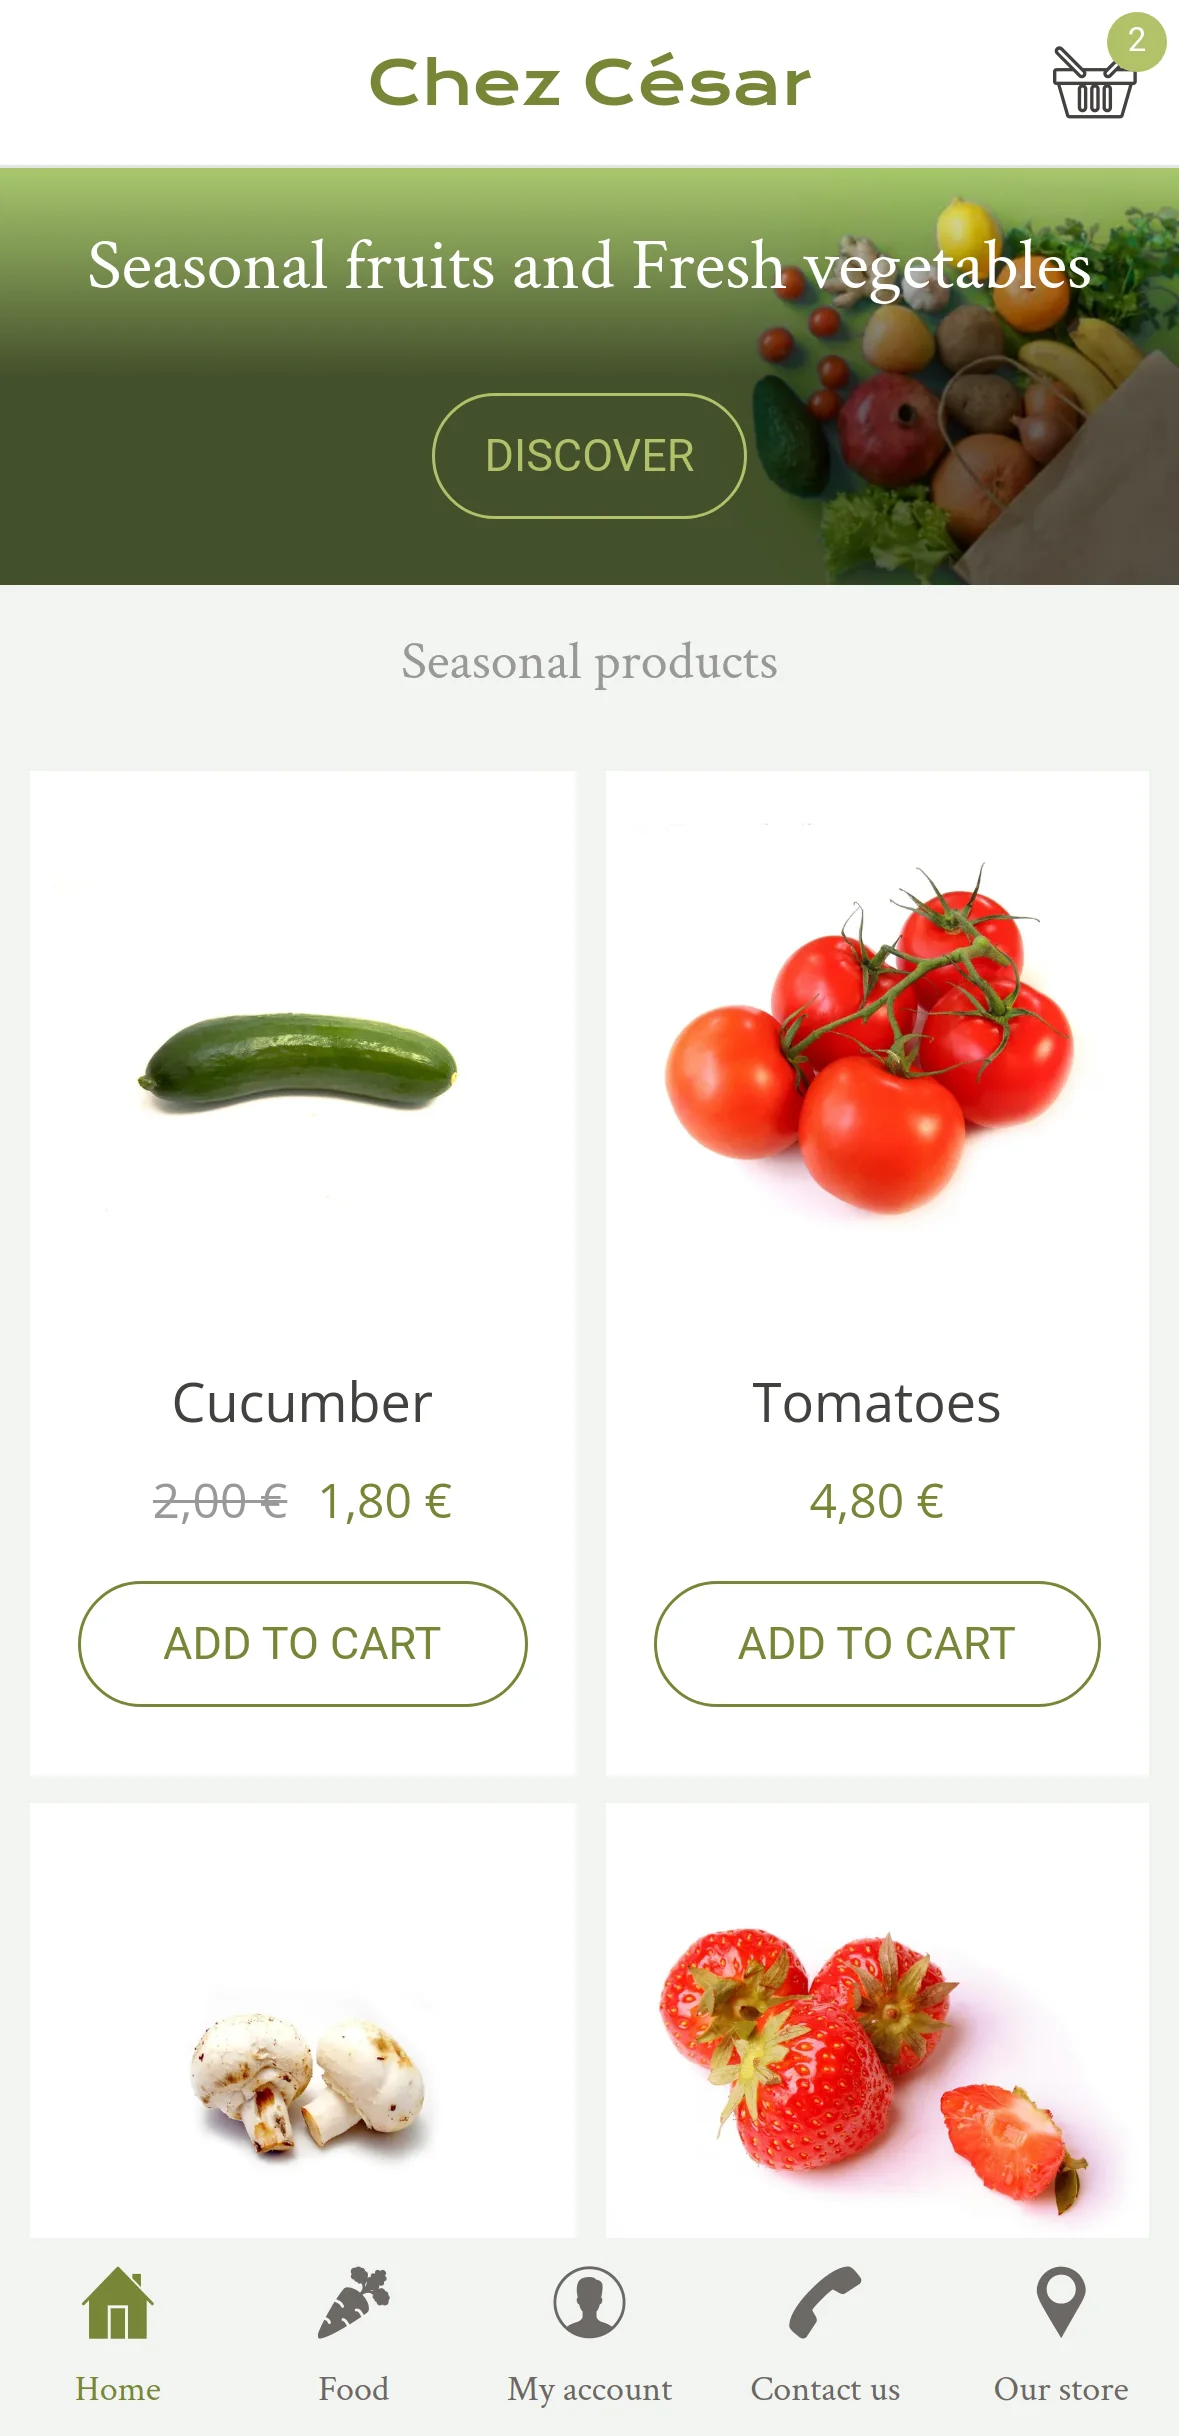 Chez César
2
Seasonal fruits and Fresh vegetables
DISCOVER
Seasonal products
Cucumber
2,00 € 1,80 €
ADD TO CART
Tomatoes
4,80 €
ADD TO CART
Home
Food
My account
Contact us
Our store